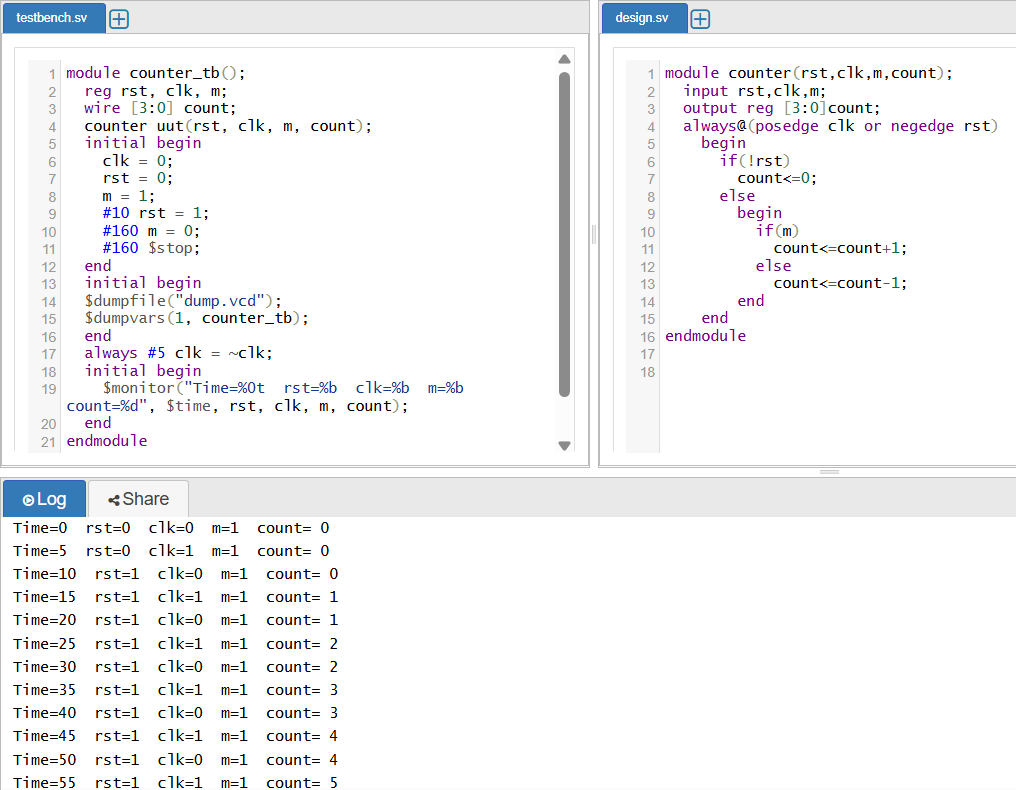 testbench.sv
1 module counter_tb();
2 reg rst, clk, m;
3 wire [3:0] count;
4 counter uut(rst, clk, m, count);
5 initial begin
6 clk = 0;
7 rst = 0;
8 m = 1;
9 #10 rst = 1;
10 #160 m = 0;
11 #160 $stop;
12 end
13 initial begin
14 $dumpfile("dump.vcd");
15 $dumpvars(1, counter_tb);
16 end
17 always #5 clk = ~clk;
18 initial begin
19 $monitor("Time=%0t  rst=%b  clk=%b  m=%b
count=%d", $time, rst, clk, m, count);
20 end
21 endmodule
design.sv
1 module counter(rst,clk,m,count);
2 input rst,clk,m;
3 output reg [3:0]count;
4 always@(posedge clk or negedge rst)
5 begin
6 if(!rst)
7 count<=0;
8 else
9 begin
10 if(m)
11 count<=count+1;
12 else
13 count<=count-1;
14 end
15 end
16 endmodule
17
18
Log
Share
Time=0  rst=0  clk=0  m=1  count= 0
Time=5  rst=0  clk=1  m=1  count= 0
Time=10  rst=1  clk=0  m=1  count= 0
Time=15  rst=1  clk=1  m=1  count= 1
Time=20  rst=1  clk=0  m=1  count= 1
Time=25  rst=1  clk=1  m=1  count= 2
Time=30  rst=1  clk=0  m=1  count= 2
Time=35  rst=1  clk=1  m=1  count= 3
Time=40  rst=1  clk=0  m=1  count= 3
Time=45  rst=1  clk=1  m=1  count= 4
Time=50  rst=1  clk=0  m=1  count= 4
Time=55  rst=1  clk=1  m=1  count= 5